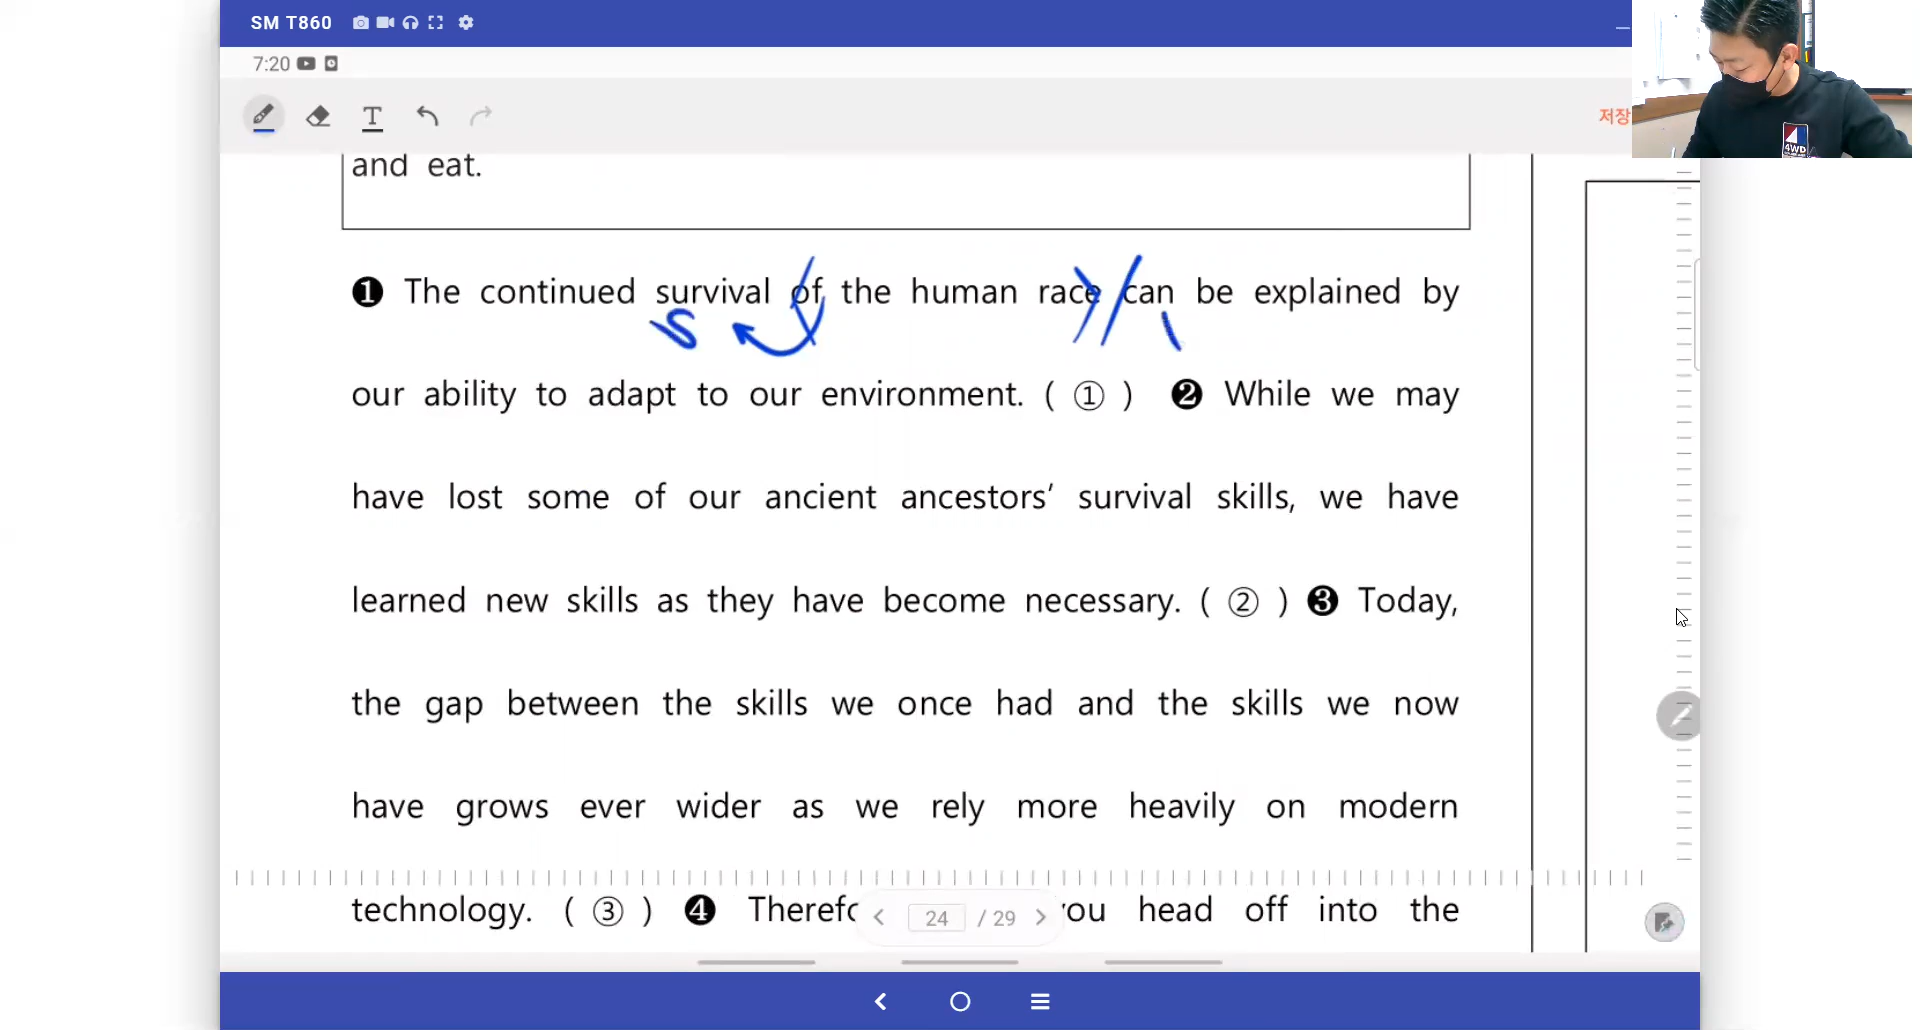 SM T860
7:20
저장
and eat.
❶ The continued survival of the human race can be explained by
S
our ability to adapt to our environment. ( ① ) ❷ While we may
have lost some of our ancient ancestors’ survival skills, we have
learned new skills as they have become necessary. ( ② ) ❸ Today,
the gap between the skills we once had and the skills we now
have grows ever wider as we rely more heavily on modern
technology. ( ③ ) ❹ you head off into the
24 / 29
4WD